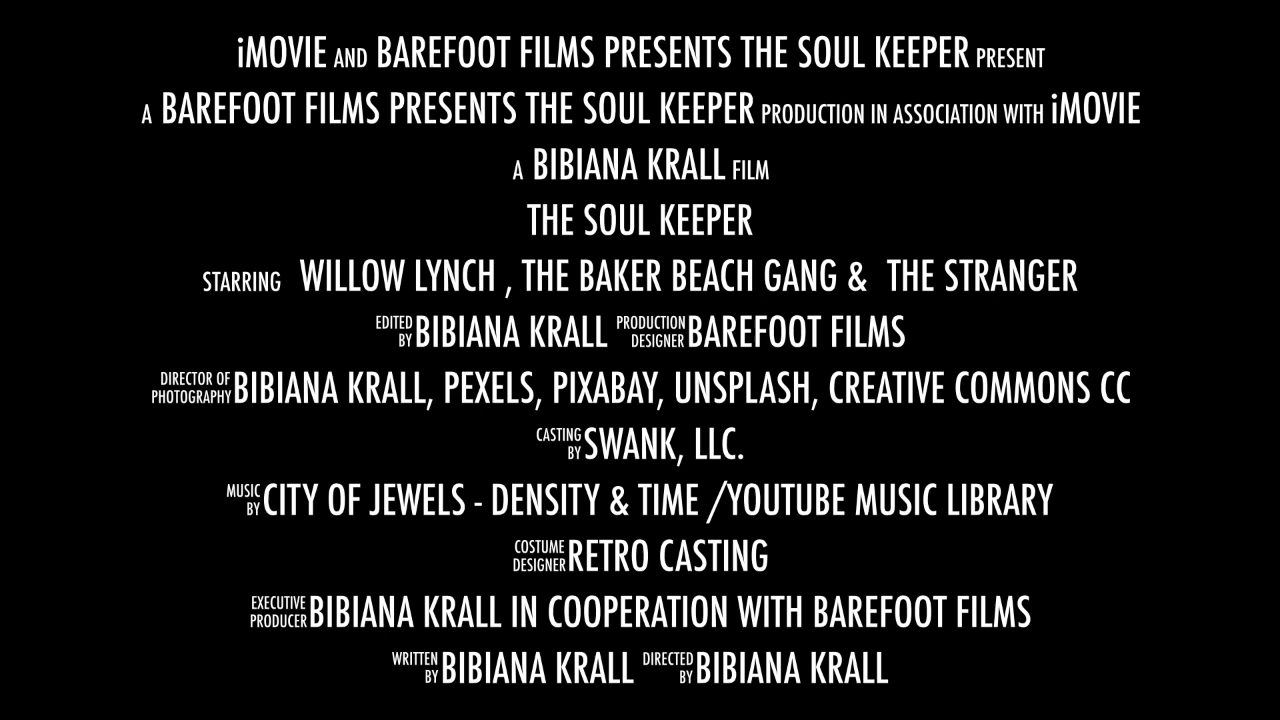 iMOVIE AND BAREFOOT FILMS PRESENTS THE SOUL KEEPER PRESENT
A BAREFOOT FILMS PRESENTS THE SOUL KEEPER PRODUCTION IN ASSOCIATION WITH iMOVIE
A BIBIANA KRALL FILM
THE SOUL KEEPER
STARRING WILLOW LYNCH , THE BAKER BEACH GANG & THE STRANGER
EDITED BY BIBIANA KRALL PRODUCTION DESIGNER BAREFOOT FILMS
DIRECTOR OF PHOTOGRAPHY BIBIANA KRALL, PEXELS, PIXABAY, UNSPLASH, CREATIVE COMMONS CC
CASTING BY SWANK, LLC.
MUSIC BY CITY OF JEWELS - DENSITY & TIME /YOUTUBE MUSIC LIBRARY
COSTUME DESIGNER RETRO CASTING
EXECUTIVE PRODUCER BIBIANA KRALL IN COOPERATION WITH BAREFOOT FILMS
WRITTEN BY BIBIANA KRALL DIRECTED BY BIBIANA KRALL